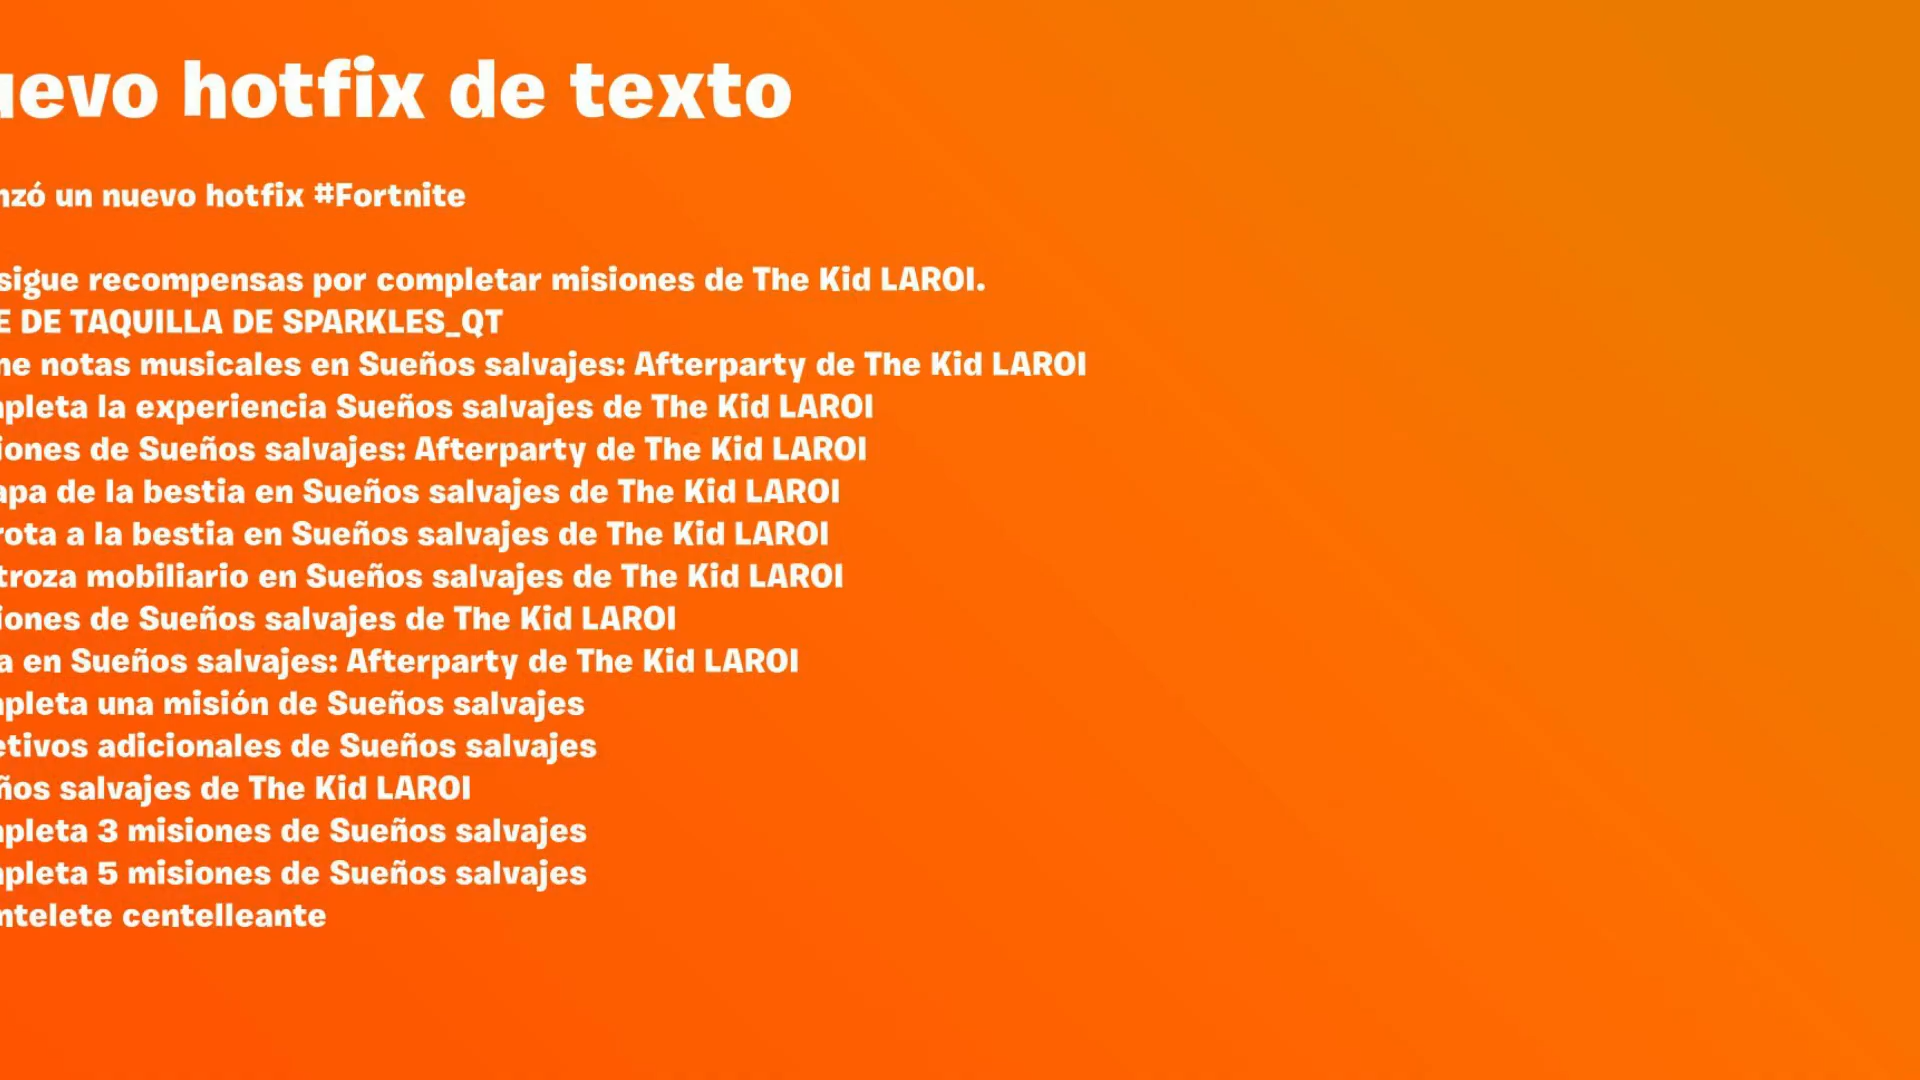 uevo hotfix de texto
nzó un nuevo hotfix #Fortnite
sigue recompensas por completar misiones de The Kid LAROI.
E DE TAQUILLA DE SPARKLES_QT
ne notas musicales en Sueños salvajes: Afterparty de The Kid LAROI
pleta la experiencia Sueños salvajes de The Kid LAROI
iones de Sueños salvajes: Afterparty de The Kid LAROI
apa de la bestia en Sueños salvajes de The Kid LAROI
rota a la bestia en Sueños salvajes de The Kid LAROI
troza mobiliario en Sueños salvajes de The Kid LAROI
iones de Sueños salvajes de The Kid LAROI
a en Sueños salvajes: Afterparty de The Kid LAROI
pleta una misión de Sueños salvajes
etivos adicionales de Sueños salvajes
ños salvajes de The Kid LAROI
pleta 3 misiones de Sueños salvajes
pleta 5 misiones de Sueños salvajes
ntelete centelleante